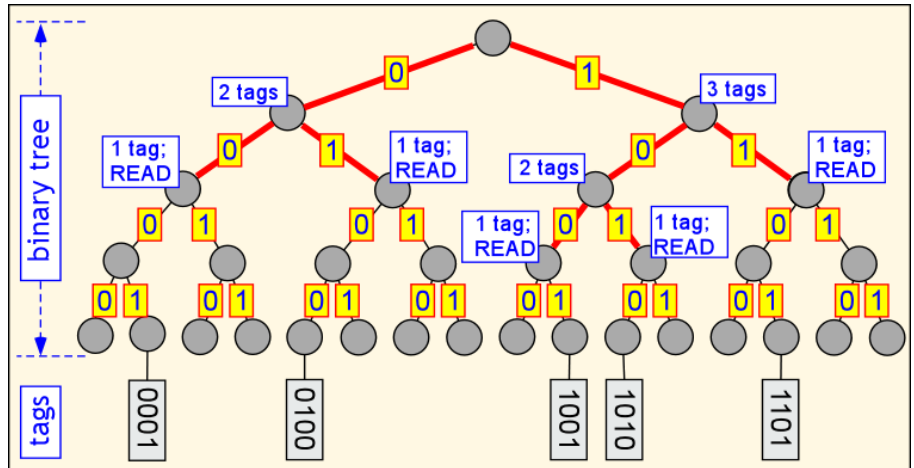 binary tree
0 1
2 tags
3 tags
0 1 0 1
1 tag;
READ
1 tag;
READ
2 tags
1 tag;
READ
0 1 0 1 0 1 0 1
1 tag;
READ
1 tag;
READ
0 1 0 1 0 1 0 1 0 1 0 1 0 1 0 1
tags
0001
0100
1001
1010
1101